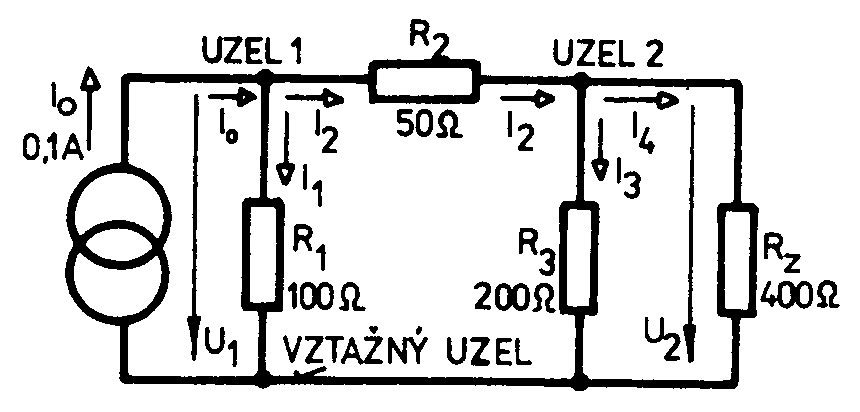 UZEL 1
R2
UZEL 2
I0
0,1A
I0
I2
50Ω
I2
I4
I1
I3
R1
100Ω
R3
200Ω
Rz
400Ω
U1
VZTAŽNÝ UZEL
U2